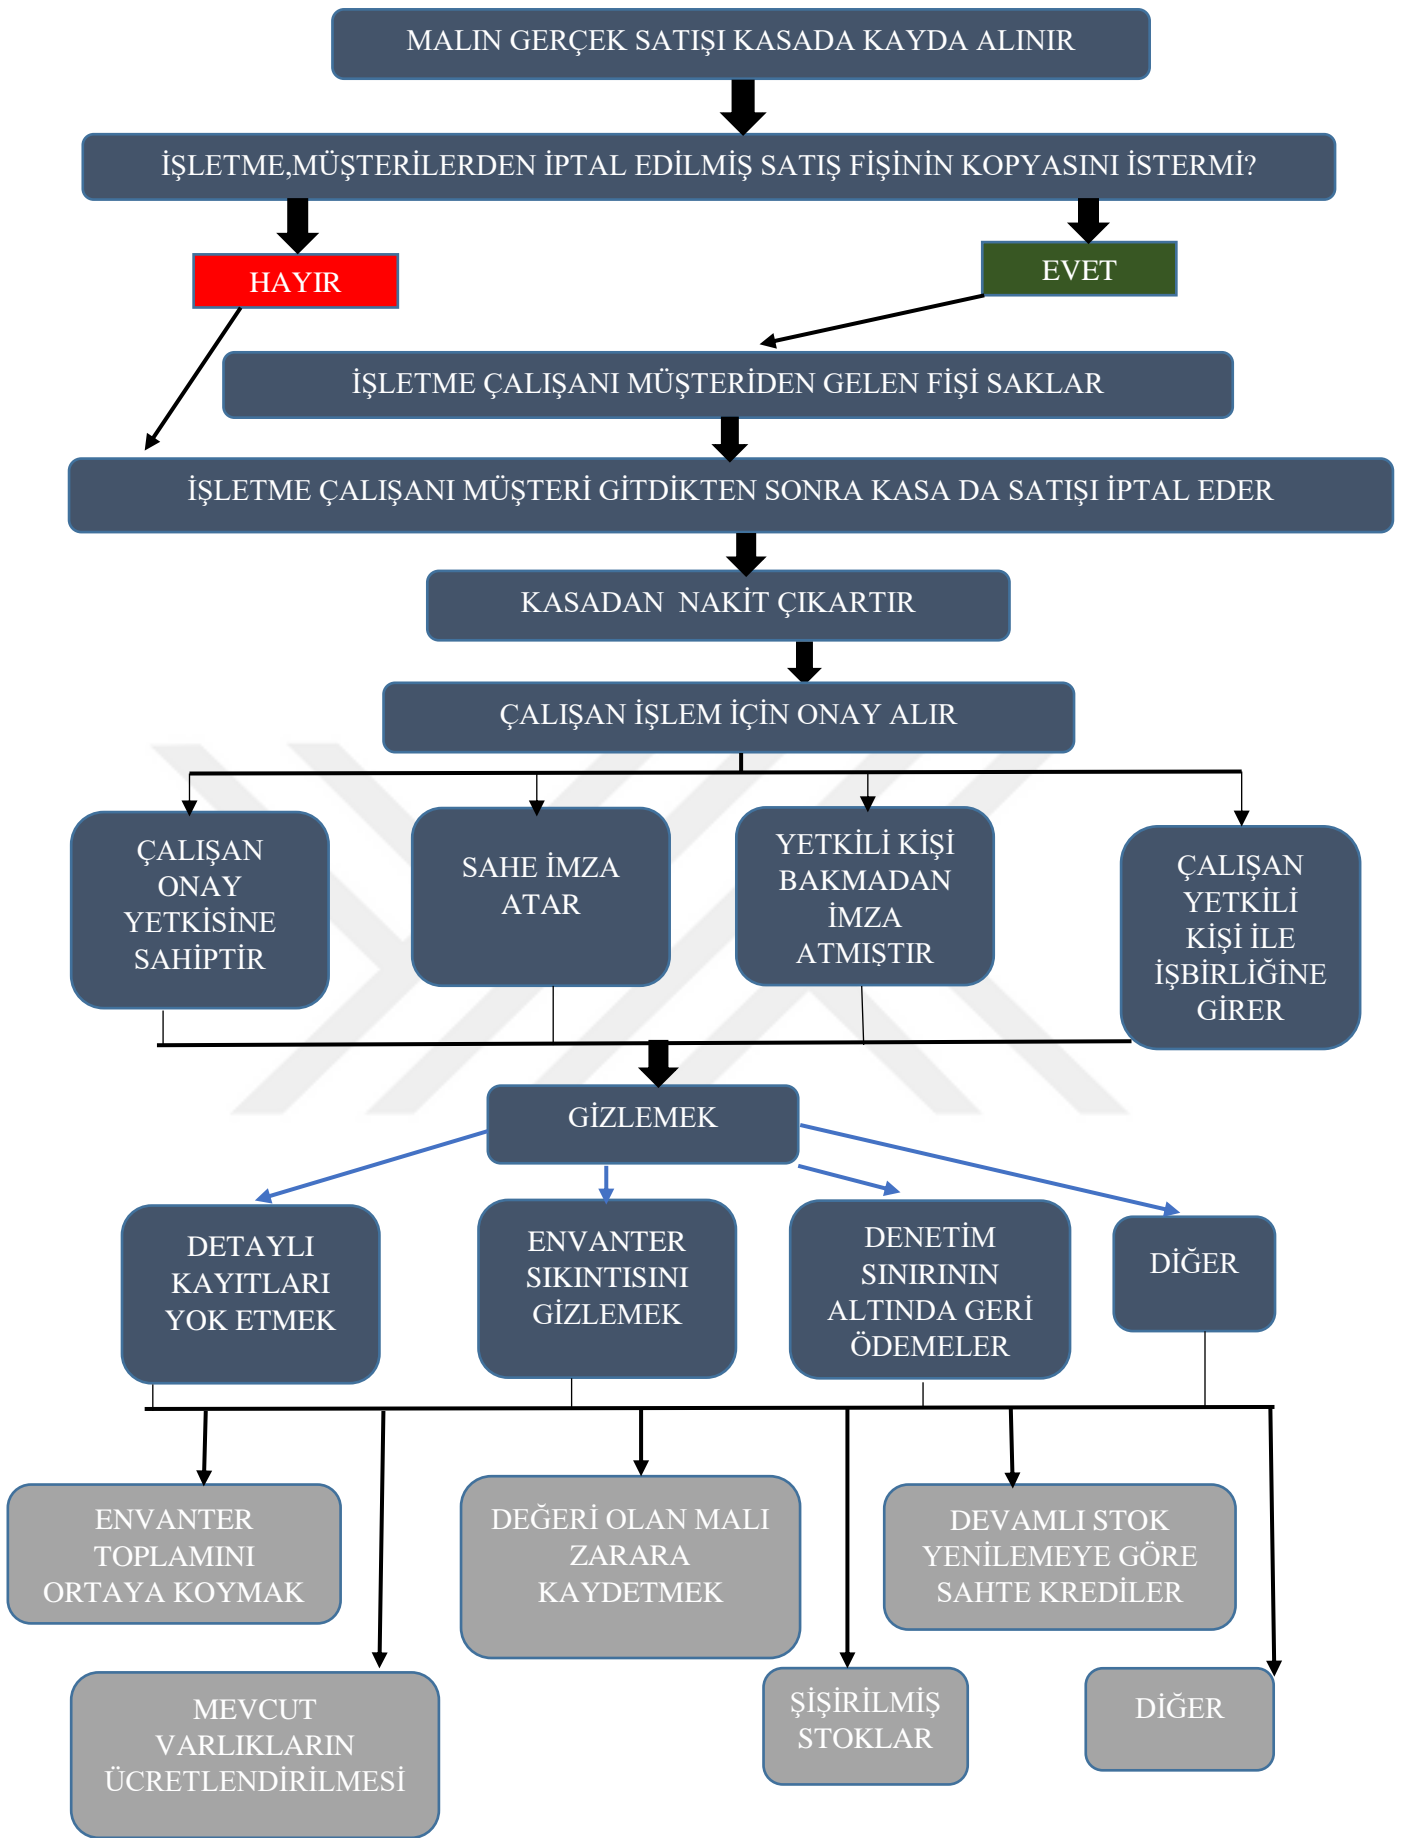 MALIN GERÇEK SATIŞI KASADA KAYDA ALINIR
İŞLETME,MÜŞTERİLERDEN İPTAL EDİLMİŞ SATIŞ FİŞİNİN KOPYASINI İSTERMİ?
HAYIR
EVET
İŞLETME ÇALIŞANI MÜŞTERİDEN GELEN FİŞİ SAKLAR
İŞLETME ÇALIŞANI MÜŞTERİ GİTDİKTEN SONRA KASA DA SATIŞI İPTAL EDER
KASADAN NAKİT ÇIKARTIR
ÇALIŞAN İŞLEM İÇİN ONAY ALIR
ÇALIŞAN
ONAY
YETKİSİNE
SAHİPTİR
SAHE İMZA
ATAR
YETKİLİ KİŞİ
BAKMADAN
İMZA
ATMIŞTIR
ÇALIŞAN
YETKİLİ
KİŞİ İLE
İŞBİRLİĞİNE
GİRER
GİZLEMEK
DETAYLI
KAYITLARI
YOK ETMEK
ENVANTER
SIKINTISINI
GİZLEMEK
DENETİM
SINIRININ
ALTINDA GERİ
ÖDEMELER
DİĞER
ENVANTER
TOPLAMINI
ORTAYA KOYMAK
DEĞERİ OLAN MALI
ZARARA
KAYDETMEK
DEVAMLI STOK
YENİLEMEYE GÖRE
SAHTE KREDİLER
MEVCUT
VARLIKLARIN
ÜCRETLENDİRİLMESİ
ŞİŞİRİLMİŞ
STOKLAR
DİĞER